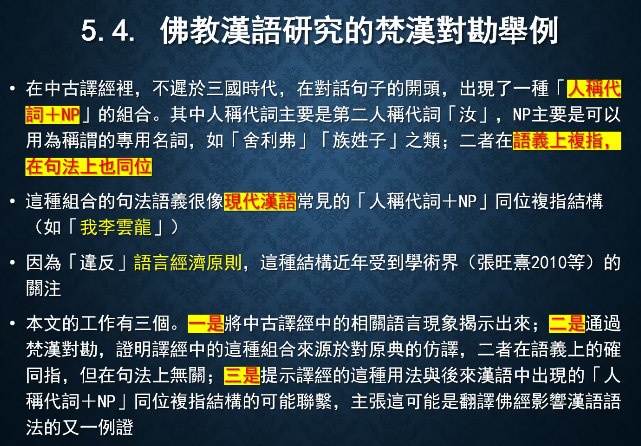 5.4. 佛教漢語研究的梵漢對勘舉例
• 在中古譯經裡，不遲於三國時代，在對話句子的開頭，出現了一種「人稱代
詞＋NP」的組合。其中人稱代詞主要是第二人稱代詞「汝」，NP主要是可以
用為稱謂的專用名詞，如「舍利弗」「族姓子」之類；二者在語義上複指，
在句法上也同位
• 這種組合的句法語義很像現代漢語常見的「人稱代詞＋NP」同位複指結構
（如「我李雲龍」）
• 因為「違反」語言經濟原則，這種結構近年受到學術界（張旺熹2010等）的
關注
• 本文的工作有三個。一是將中古譯經中的相關語言現象揭示出來；二是通過
梵漢對勘，證明譯經中的這種組合來源於對原典的仿譯，二者在語義上的確
同指，但在句法上無關；三是提示譯經的這種用法與後來漢語中出現的「人
稱代詞＋NP」同位複指結構的可能聯繫，主張這可能是翻譯佛經影響漢語語
法的又一例證